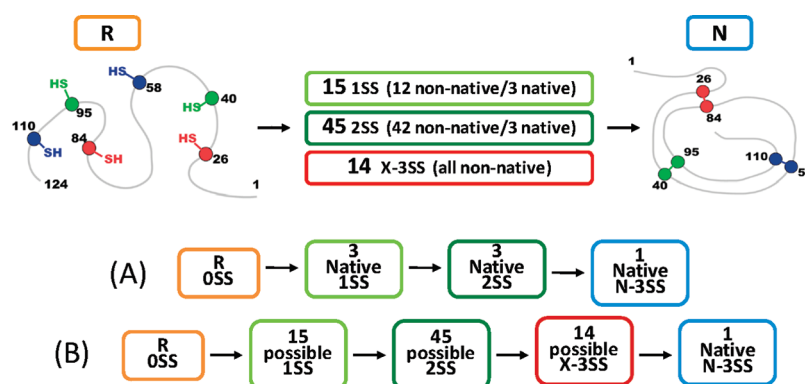 R
N
HS
58
HS
95
HS
40
110
SH
84
SH
HS
26
124
1
15 1SS (12 non-native/3 native)
45 2SS (42 non-native/3 native)
14 X-3SS (all non-native)
1
26
84
95
40
110
5
(A)
R
0SS
3
Native
1SS
3
Native
2SS
1
Native
N-3SS
(B)
R
0SS
15
possible
1SS
45
possible
2SS
14
possible
X-3SS
1
Native
N-3SS